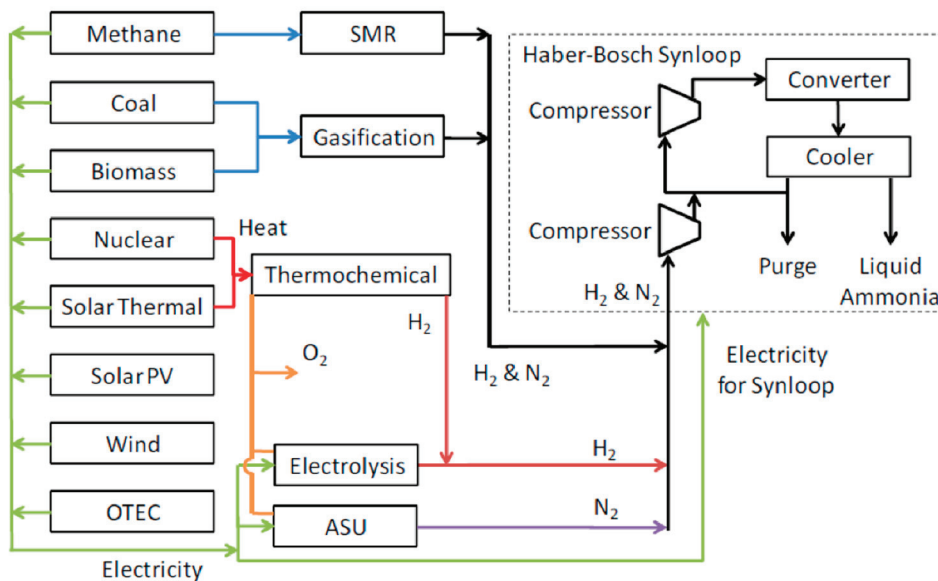 Methane
SMR
Haber-Bosch Synloop
Converter
Coal
Compressor
Gasification
Cooler
Biomass
Nuclear
Heat
Compressor
Thermochemical
Purge
Liquid
Ammonia
Solar Thermal
H₂
H₂ & N₂
O₂
Solar PV
H₂ & N₂
Electricity
for Synloop
Wind
Electrolysis
H₂
OTEC
ASU
N₂
Electricity